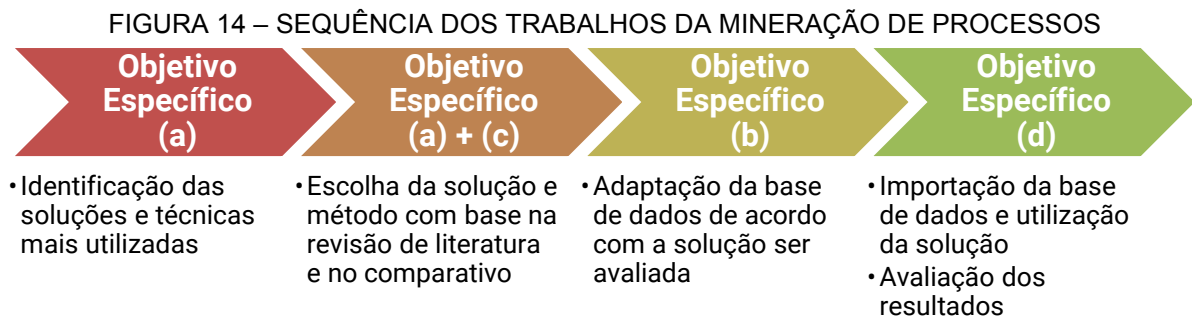 FIGURA 14 – SEQUÊNCIA DOS TRABALHOS DA MINERAÇÃO DE PROCESSOS
Objetivo
Específico
(a)
•Identificação das
soluções e técnicas
mais utilizadas
Objetivo
Específico
(a) + (c)
•Escolha da solução e
método com base na
revisão de literatura
e no comparativo
Objetivo
Específico
(b)
•Adaptação da base
de dados de acordo
com a solução ser
avaliada
Objetivo
Específico
(d)
•Importação da base
de dados e utilização
da solução
•Avaliação dos
resultados